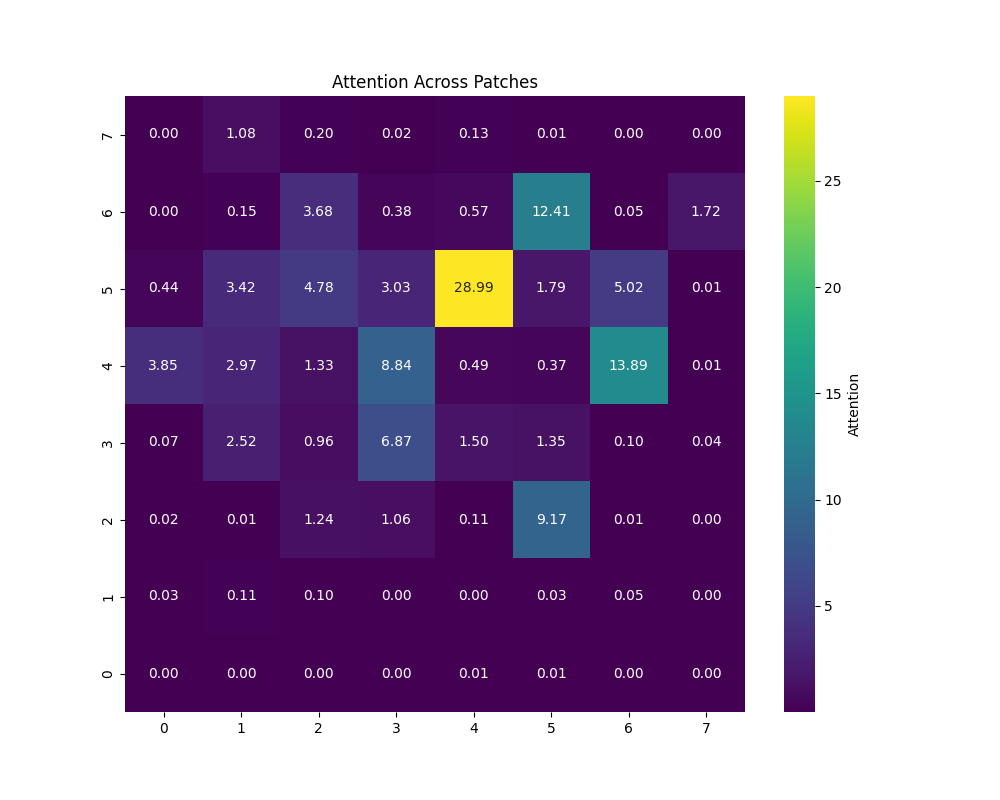 Attention Across Patches
7 0.00 1.08 0.20 0.02 0.13 0.01 0.00 0.00
6 0.00 0.15 3.68 0.38 0.57 12.41 0.05 1.72
5 0.44 3.42 4.78 3.03 28.99 1.79 5.02 0.01
4 3.85 2.97 1.33 8.84 0.49 0.37 13.89 0.01
3 0.07 2.52 0.96 6.87 1.50 1.35 0.10 0.04
2 0.02 0.01 1.24 1.06 0.11 9.17 0.01 0.00
1 0.03 0.11 0.10 0.00 0.00 0.03 0.05 0.00
0 0.00 0.00 0.00 0.00 0.01 0.01 0.00 0.00
0 1 2 3 4 5 6 7
25
20
15
10
5
Attention